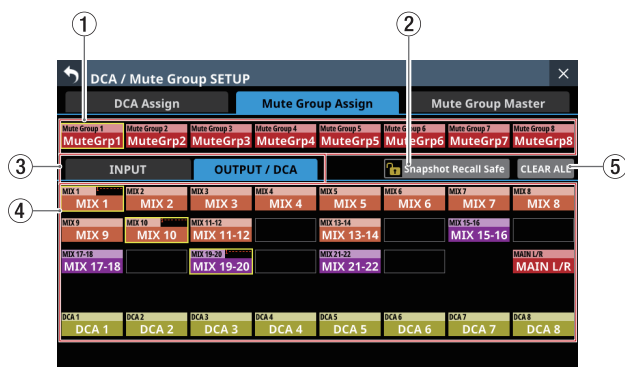 ① ②
DCA / Mute Group SETUP ×
DCA Assign Mute Group Assign Mute Group Master
Mute Group 1 Mute Group 2 Mute Group 3 Mute Group 4 Mute Group 5 Mute Group 6 Mute Group 7 Mute Group 8
MuteGrp1 MuteGrp2 MuteGrp3 MuteGrp4 MuteGrp5 MuteGrp6 MuteGrp7 MuteGrp8
③ INPUT OUTPUT / DCA Snapshot Recall Safe CLEAR ALL ⑤
④
MIX 1 MIX 2 MIX 3 MIX 4 MIX 5 MIX 6 MIX 7 MIX 8
MIX 1 MIX 2 MIX 3 MIX 4 MIX 5 MIX 6 MIX 7 MIX 8
MIX 9 MIX 10 MIX 11-12 MIX 13-14 MIX 15-16
MIX 9 MIX 10 MIX 11-12 MIX 13-14 MIX 15-16
MIX 17-18 MIX 19-20 MIX 21-22 MAIN L/R
MIX 17-18 MIX 19-20 MIX 21-22 MAIN L/R
DCA 1 DCA 2 DCA 3 DCA 4 DCA 5 DCA 6 DCA 7 DCA 8
DCA 1 DCA 2 DCA 3 DCA 4 DCA 5 DCA 6 DCA 7 DCA 8